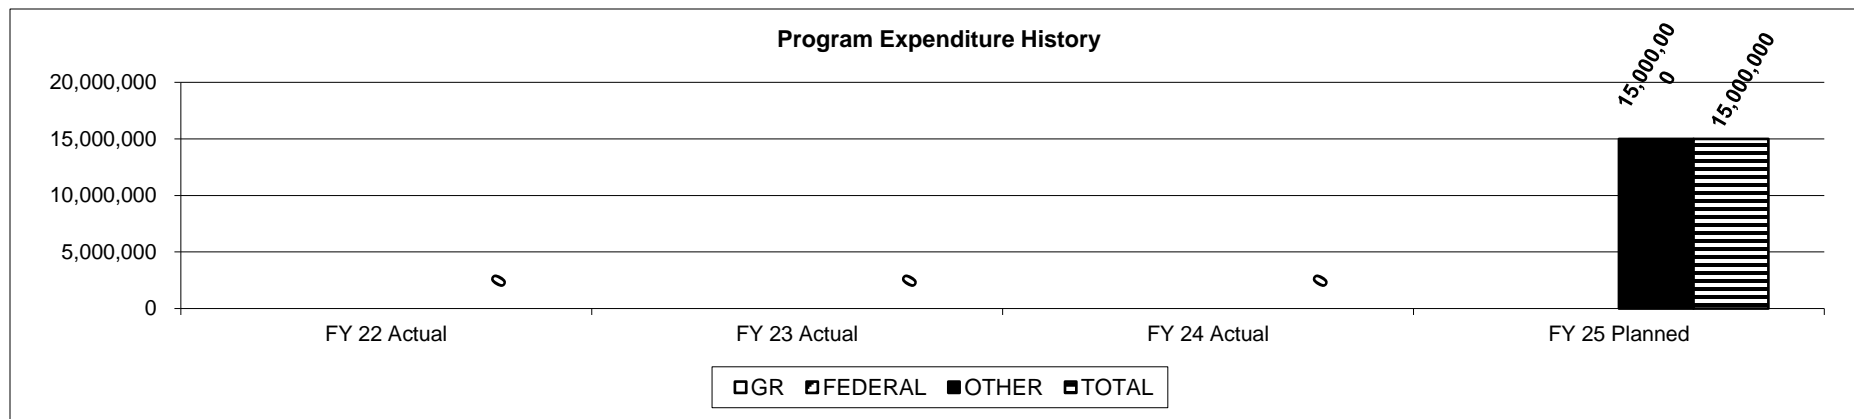 Program Expenditure History
15,000,00
0
15,000,000
20,000,000
15,000,000
10,000,000
5,000,000
0
0
0
0
FY 22 Actual
FY 23 Actual
FY 24 Actual
FY 25 Planned
GR
FEDERAL
OTHER
TOTAL